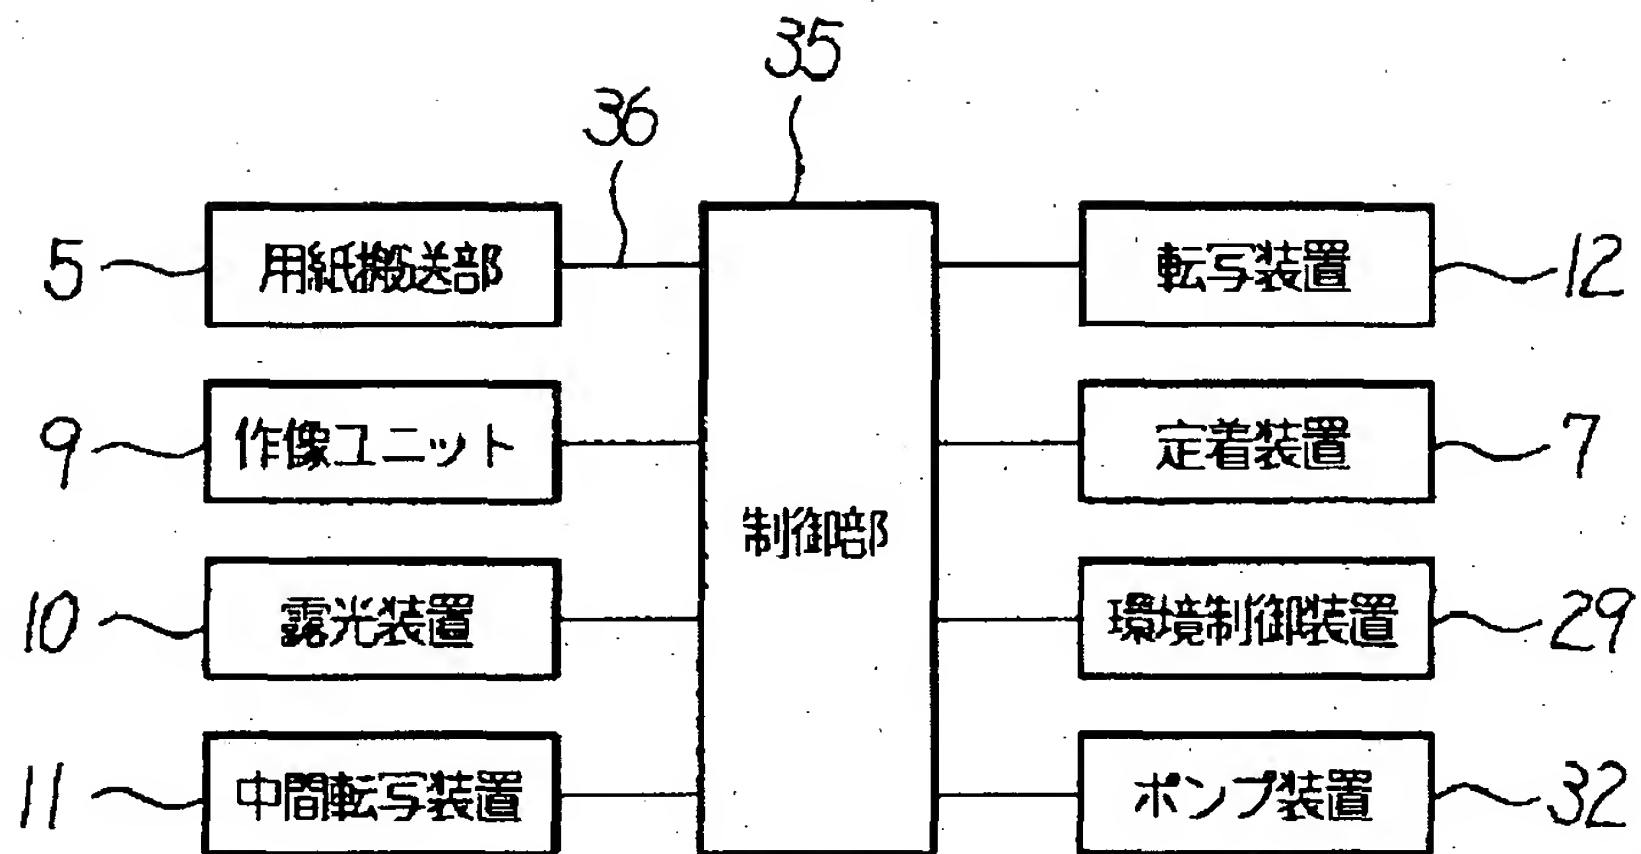 35
36
5 用紙搬送部 転写装置 12
9 作像ユニット 定着装置 7
制御部
10 露光装置 環境制御装置 29
11 中間転写装置 ポンプ装置 32